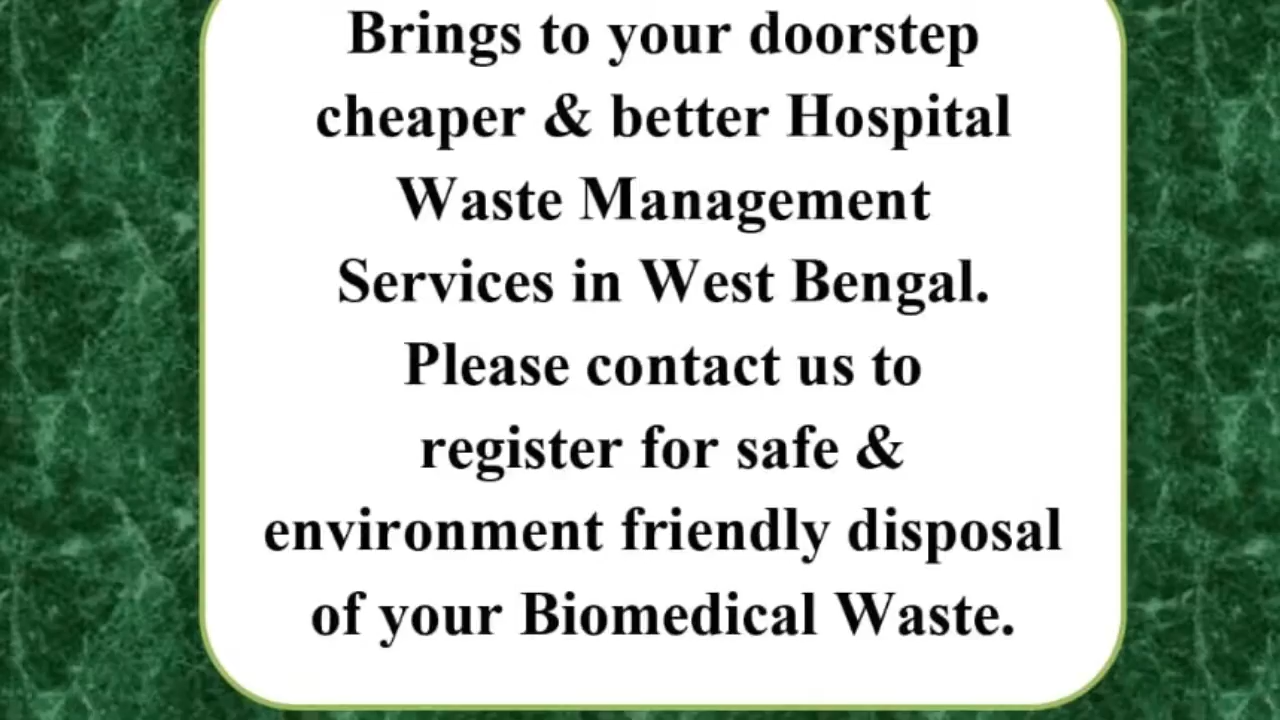 Brings to your doorstep
cheaper & better Hospital
Waste Management
Services in West Bengal.
Please contact us to
register for safe &
environment friendly disposal
of your Biomedical Waste.